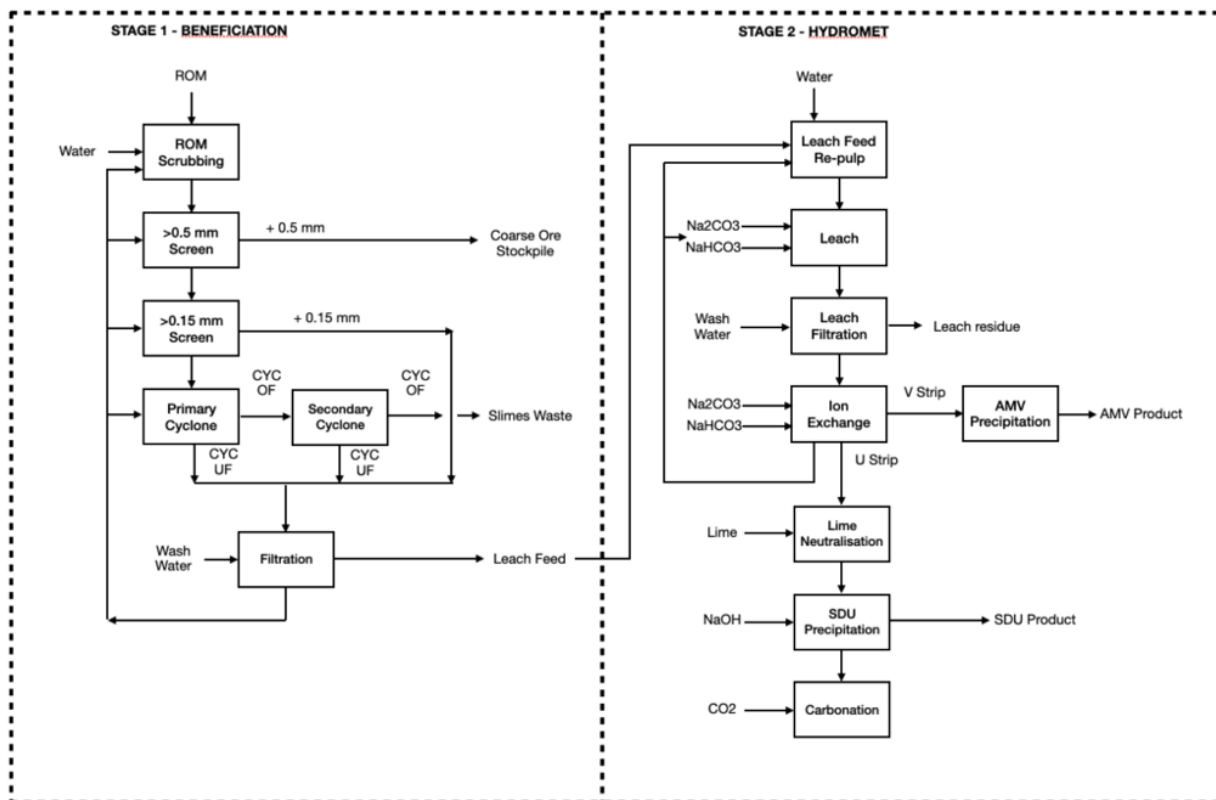 STAGE 1 - BENEFICIATION
ROM
Water
ROM
Scrubbing
>0.5 mm
Screen
+ 0.5 mm
Coarse Ore
Stockpile
>0.15 mm
Screen
+ 0.15 mm
Primary
Cyclone
CYC
OF
Secondary
Cyclone
CYC
OF
Slimes Waste
CYC
UF
CYC
UF
Wash
Water
Filtration
Leach Feed
STAGE 2 - HYDROMET
Water
Leach Feed
Re-pulp
Na2CO3
NaHCO3
Leach
Wash
Water
Leach
Filtration
Leach residue
Na2CO3
NaHCO3
Ion
Exchange
V Strip
AMV
Precipitation
AMV Product
U Strip
Lime
Lime
Neutralisation
NaOH
SDU
Precipitation
SDU Product
CO2
Carbonation